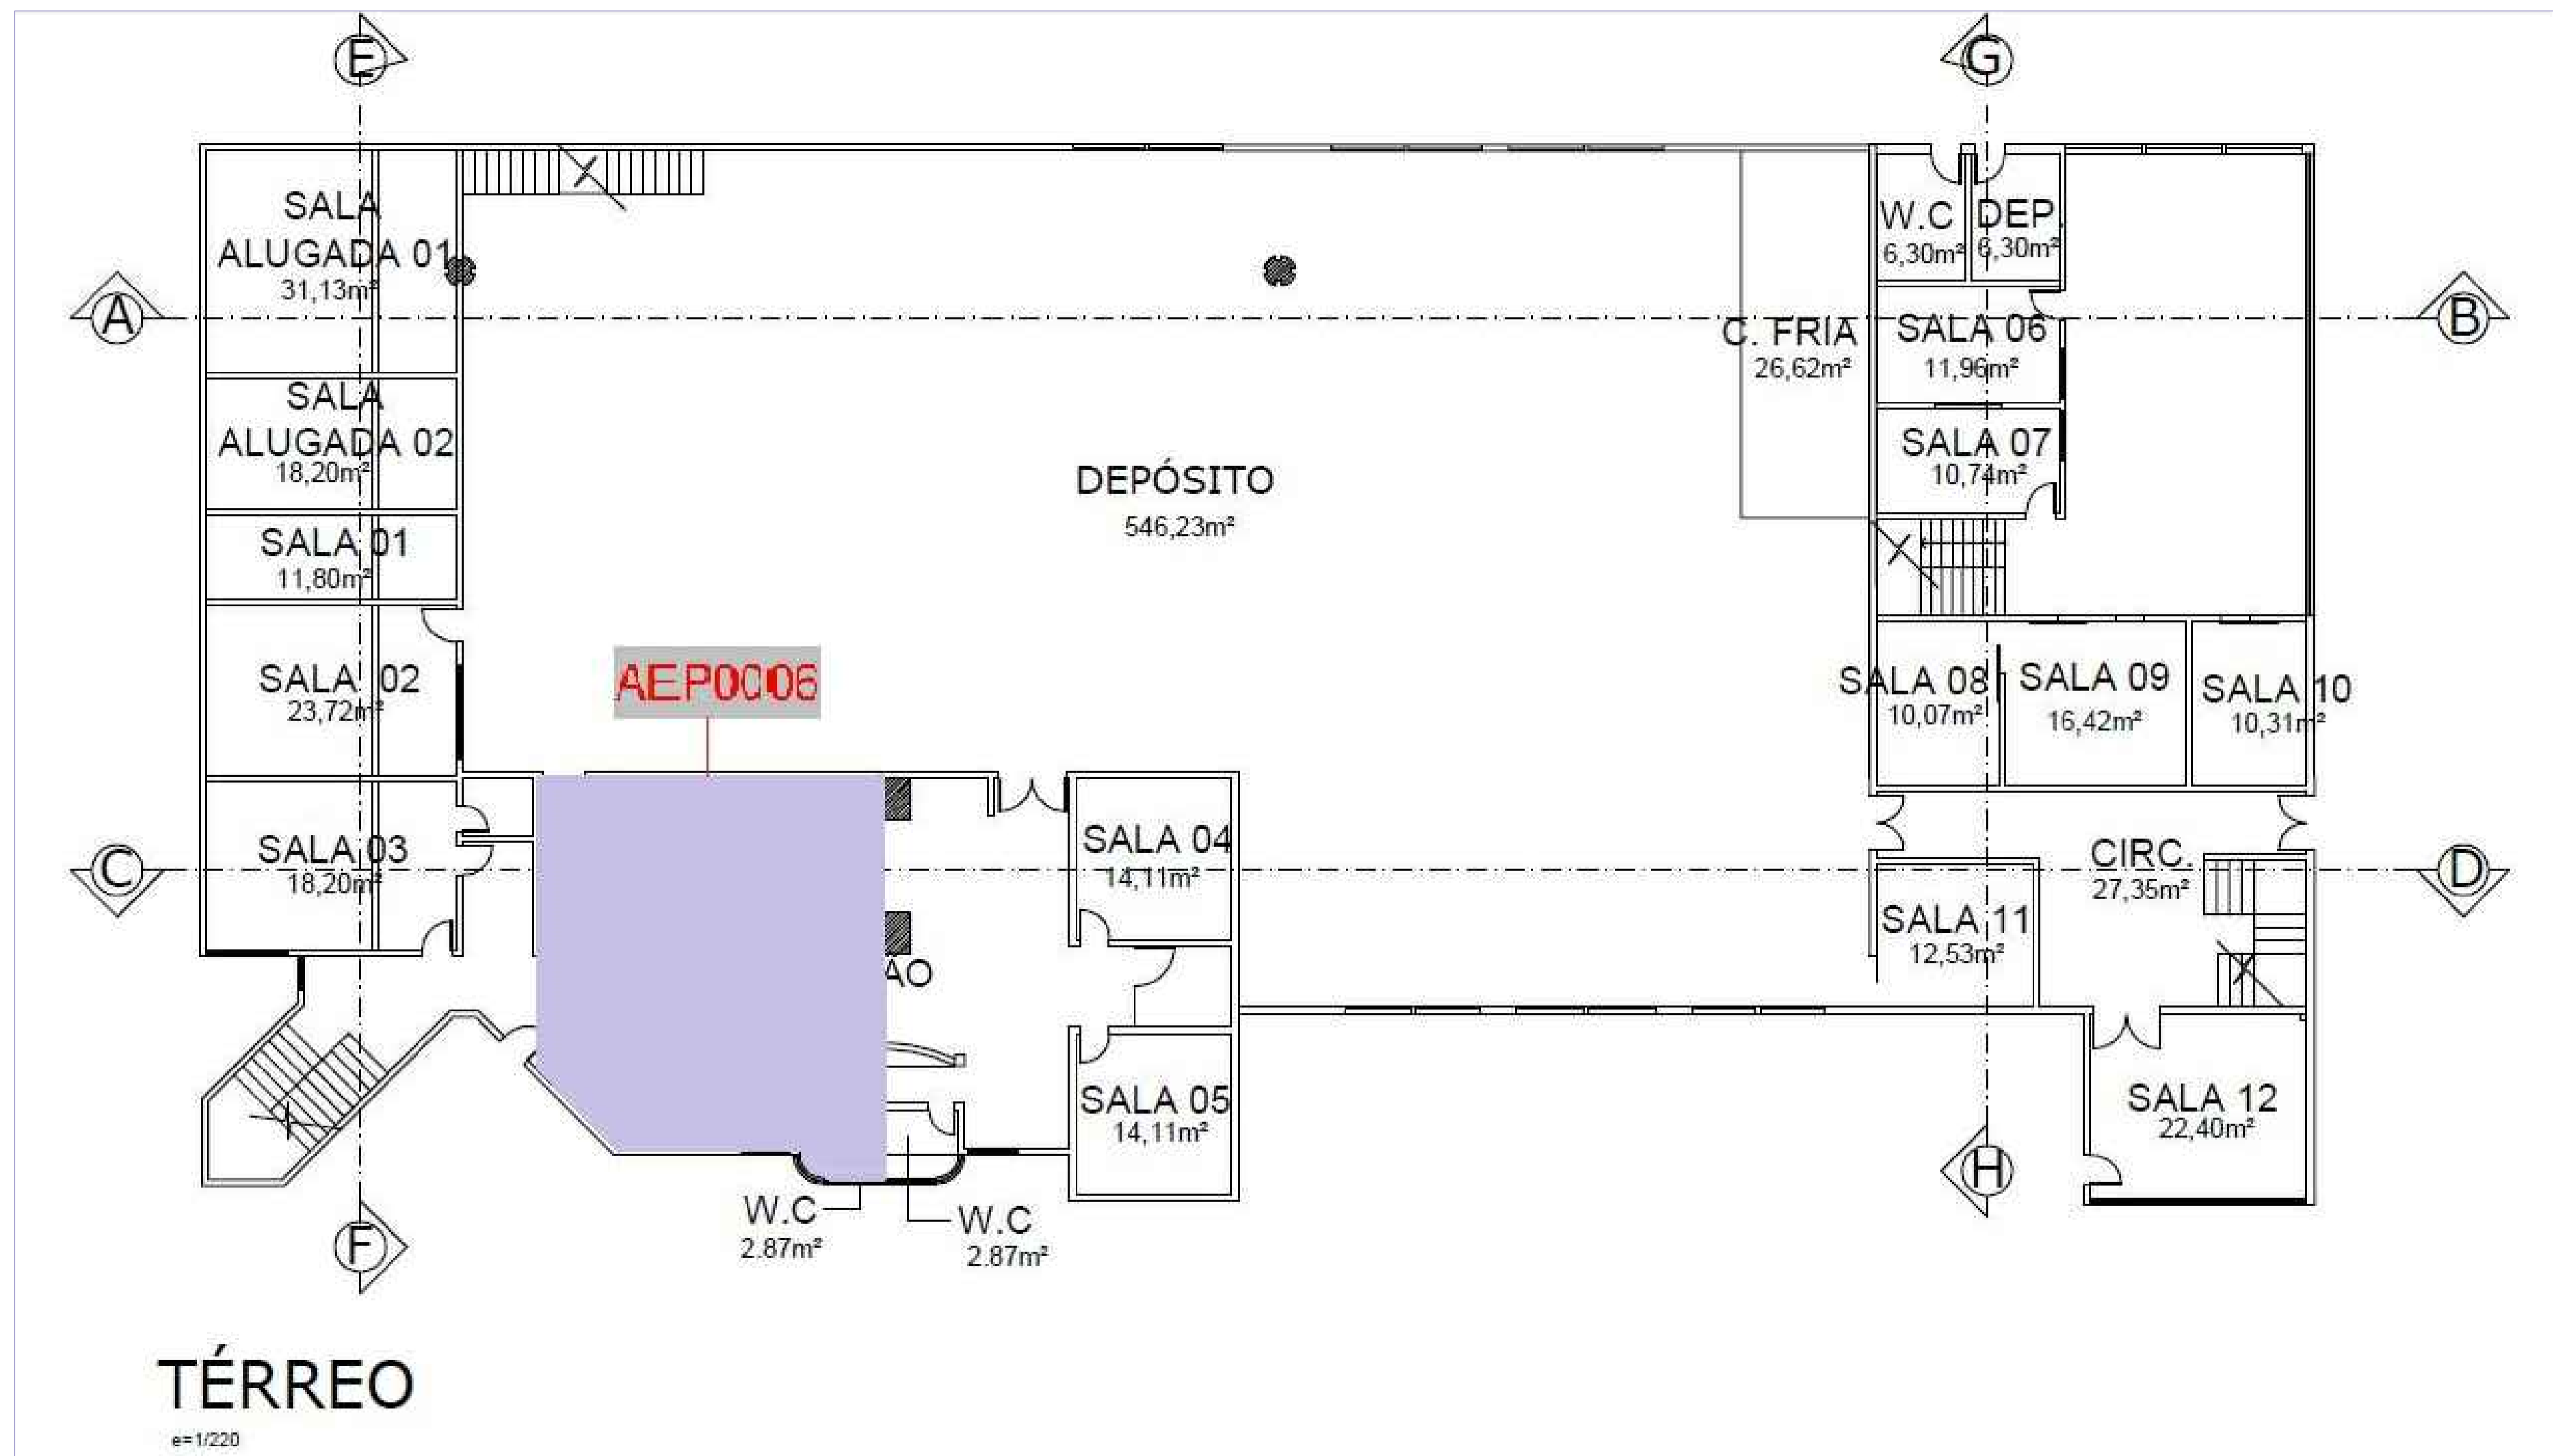 E
G
SALA
ALUGADA 01
31,13m²
W.C
6,30m²
DEP.
6,30m²
A
B
C. FRIA
26,62m²
SALA 06
11,96m²
SALA
ALUGADA 02
18,20m²
SALA 07
10,74m²
DEPÓSITO
546,23m²
SALA 01
11,80m²
SALA 02
23,72m²
AEP0006
SALA 08
10,07m²
SALA 09
16,42m²
SALA 10
10,31m²
SALA 03
18,20m²
SALA 04
14,11m²
C
D
CIRC.
27,35m²
SALA 11
12,53m²
ÃO
SALA 05
14,11m²
SALA 12
22,40m²
H
W.C
2.87m²
W.C
2.87m²
F
TÉRREO
e=1/220